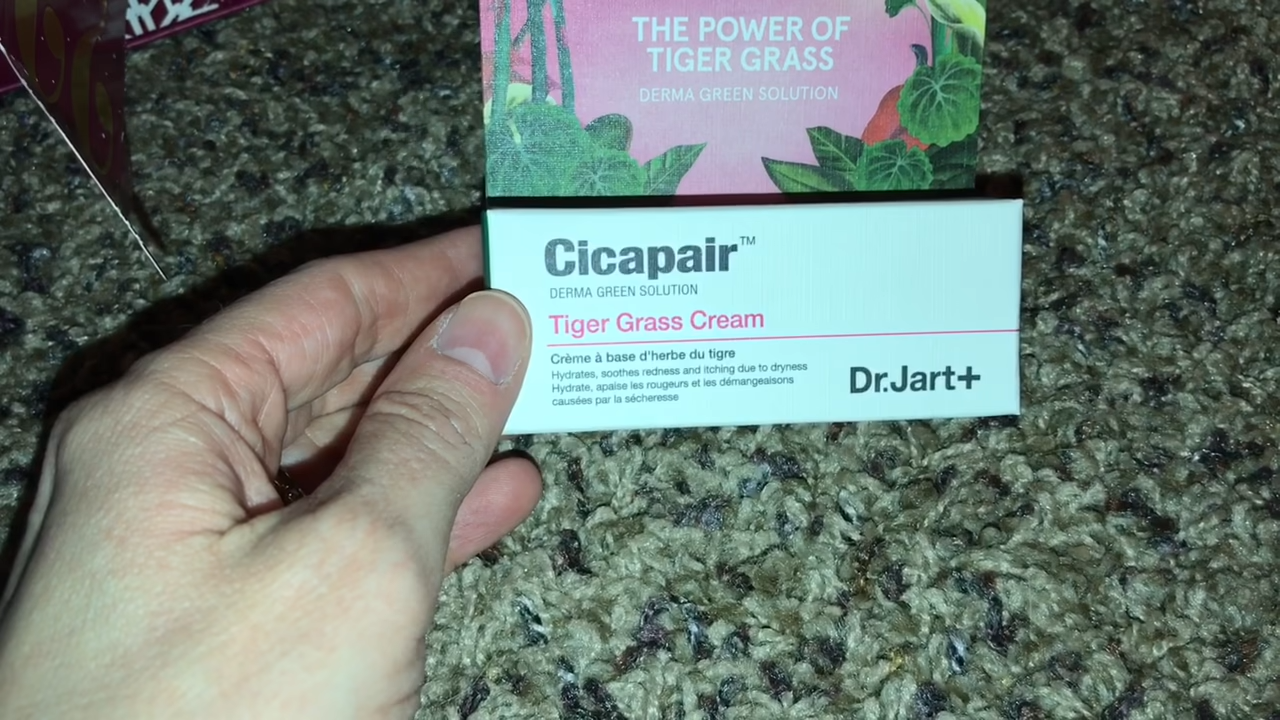 THE POWER OF
TIGER GRASS
DERMA GREEN SOLUTION
Cicapair™
DERMA GREEN SOLUTION
Tiger Grass Cream
Crème à base d'herbe du tigre
Hydrates, soothes redness and itching due to dryness
Hydrate, apaise les rougeurs et les démangeaisons
causées par la sécheresse
Dr.Jart+